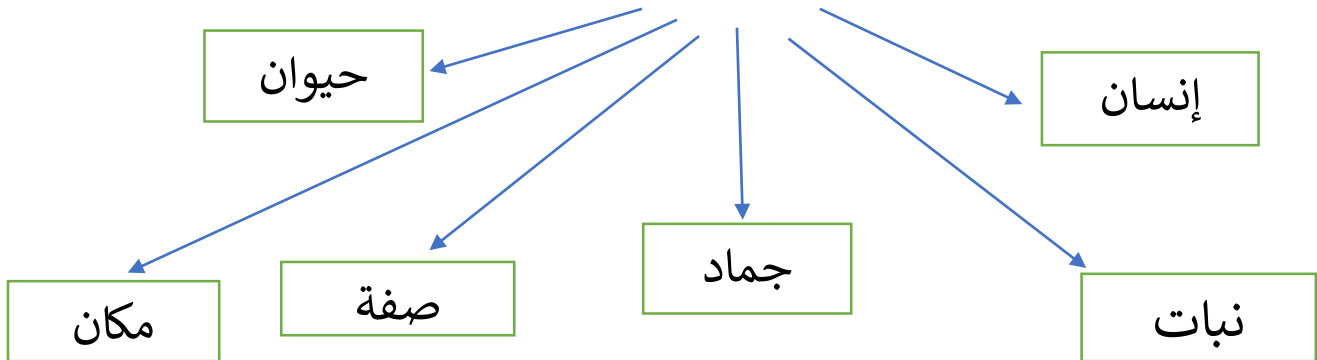 إنسان
حيوان
نبات
جماد
صفة
مكان